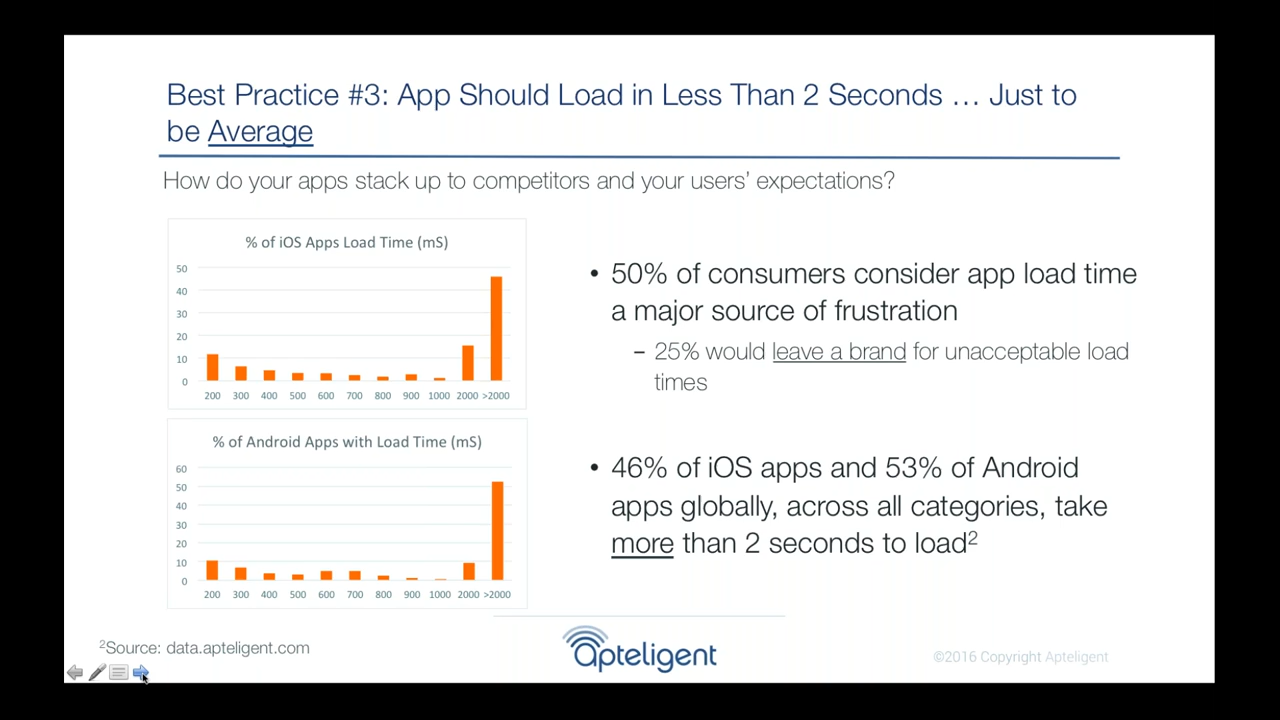 Best Practice #3: App Should Load in Less Than 2 Seconds … Just to
be Average
How do your apps stack up to competitors and your users’ expectations?
% of iOS Apps Load Time (mS)
50
40
30
20
10
0
200 300 400 500 600 700 800 900 1000 2000 >2000
% of Android Apps with Load Time (mS)
60
50
40
30
20
10
0
200 300 400 500 600 700 800 900 1000 2000 >2000
• 50% of consumers consider app load time
a major source of frustration
– 25% would leave a brand for unacceptable load
times
• 46% of iOS apps and 53% of Android
apps globally, across all categories, take
more than 2 seconds to load²
²Source: data.apteligent.com
Apteligent
©2016 Copyright Apteligent